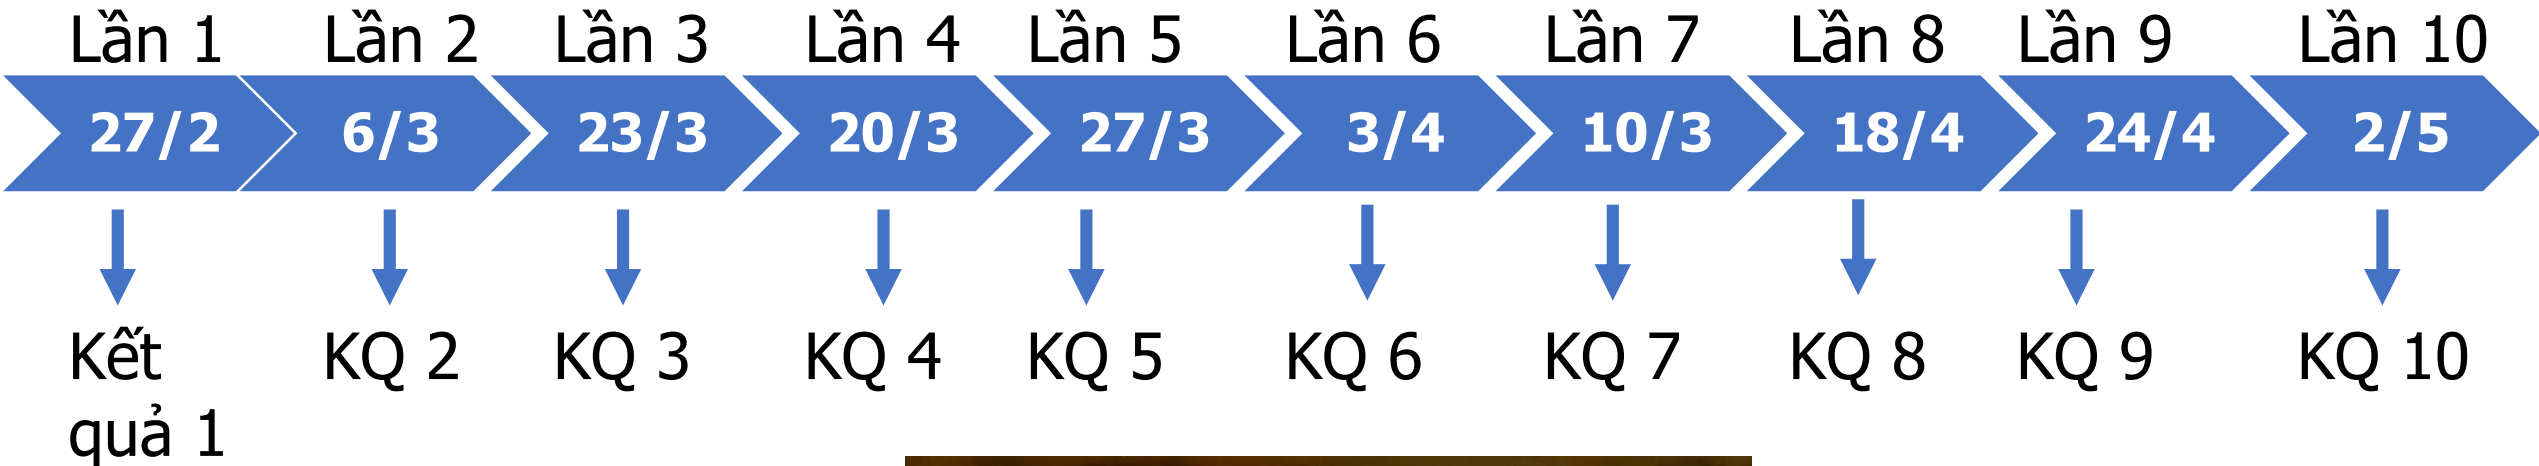 Lần 1 Lần 2 Lần 3 Lần 4 Lần 5 Lần 6 Lần 7 Lần 8 Lần 9 Lần 10
27/2 6/3 23/3 20/3 27/3 3/4 10/3 18/4 24/4 2/5
Kết KQ 2 KQ 3 KQ 4 KQ 5 KQ 6 KQ 7 KQ 8 KQ 9 KQ 10
quả 1